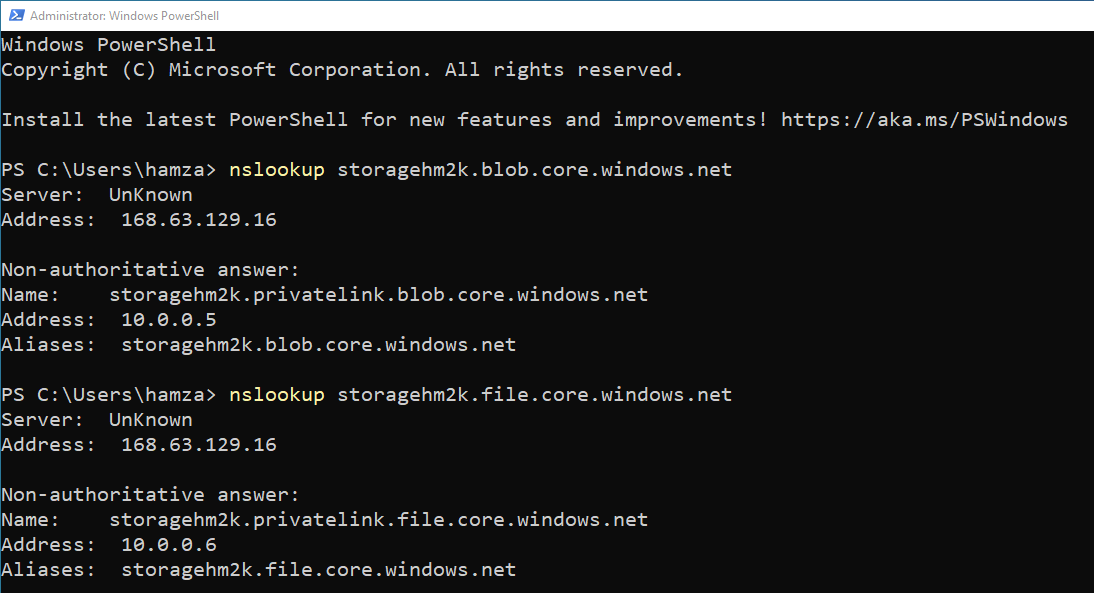 Administrator: Windows PowerShell
Windows PowerShell
Copyright (C) Microsoft Corporation. All rights reserved.
Install the latest PowerShell for new features and improvements! https://aka.ms/PSWindows
PS C:\Users\hamza> nslookup storagehm2k.blob.core.windows.net
Server:  UnKnown
Address:  168.63.129.16
Non-authoritative answer:
Name:    storagehm2k.privatelink.blob.core.windows.net
Address:  10.0.0.5
Aliases:  storagehm2k.blob.core.windows.net
PS C:\Users\hamza> nslookup storagehm2k.file.core.windows.net
Server:  UnKnown
Address:  168.63.129.16
Non-authoritative answer:
Name:    storagehm2k.privatelink.file.core.windows.net
Address:  10.0.0.6
Aliases:  storagehm2k.file.core.windows.net